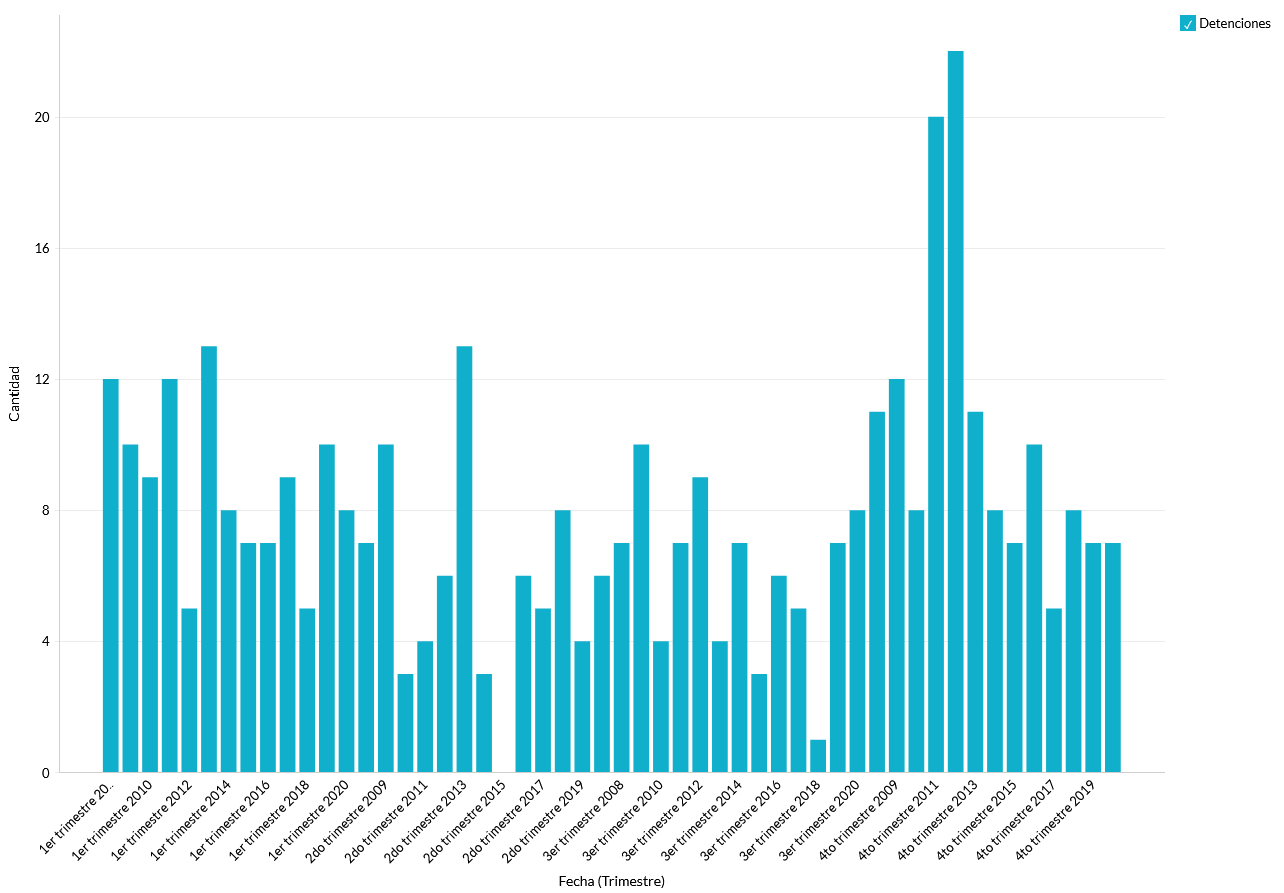 Detenciones
20
16
12
8
4
0
Cantidad
1er trimestre 20..
1er trimestre 2010
1er trimestre 2012
1er trimestre 2014
1er trimestre 2016
1er trimestre 2018
1er trimestre 2020
2do trimestre 2009
2do trimestre 2011
2do trimestre 2013
2do trimestre 2015
2do trimestre 2017
2do trimestre 2019
3er trimestre 2008
3er trimestre 2010
3er trimestre 2012
3er trimestre 2014
3er trimestre 2016
3er trimestre 2018
3er trimestre 2020
4to trimestre 2009
4to trimestre 2011
4to trimestre 2013
4to trimestre 2015
4to trimestre 2017
4to trimestre 2019
Fecha (Trimestre)